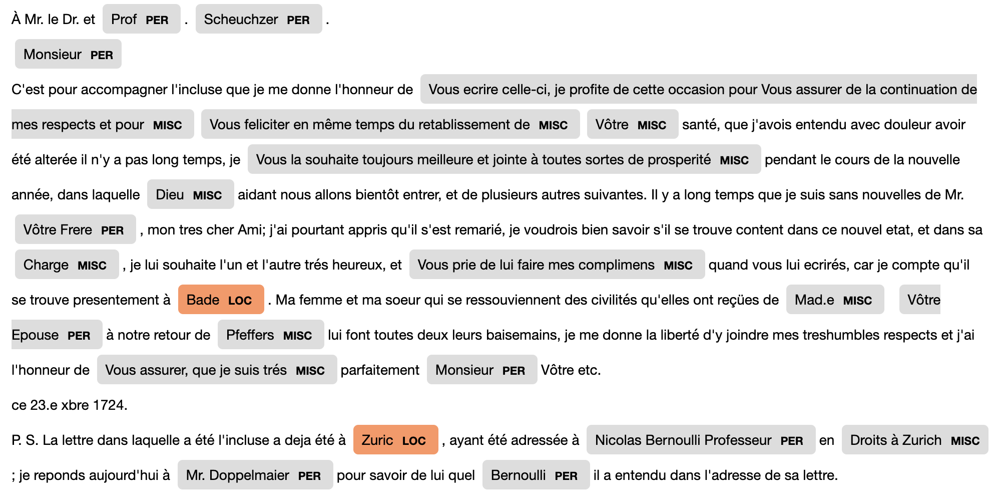 À Mr. le Dr. et Prof PER . Scheuchzer PER .
Monsieur PER
C'est pour accompagner l'incluse que je me donne l'honneur de Vous ecrire celle-ci, je profite de cette occasion pour Vous assurer de la continuation de
mes respects et pour MISC Vous feliciter en même temps du retablissement de MISC Vôtre MISC santé, que j'avois entendu avec douleur avoir
été alterée il n'y a pas long temps, je Vous la souhaite toujours meilleure et jointe à toutes sortes de prosperité MISC pendant le cours de la nouvelle
année, dans laquelle Dieu MISC aidant nous allons bientôt entrer, et de plusieurs autres suivantes. Il y a long temps que je suis sans nouvelles de Mr.
Vôtre Frere PER , mon tres cher Ami; j'ai pourtant appris qu'il s'est remarié, je voudrois bien savoir s'il se trouve content dans ce nouvel etat, et dans sa
Charge MISC , je lui souhaite l'un et l'autre trés heureux, et Vous prie de lui faire mes complimens MISC quand vous lui ecrirés, car je compte qu'il
se trouve presentement à Bade LOC . Ma femme et ma soeur qui se ressouviennent des civilités qu'elles ont reçües de Mad.e MISC Vôtre
Epouse PER à notre retour de Pfeffers MISC lui font toutes deux leurs baisemains, je me donne la liberté d'y joindre mes treshumbles respects et j'ai
l'honneur de Vous assurer, que je suis trés MISC parfaitement Monsieur PER Vôtre etc.
ce 23.e xbre 1724.
P. S. La lettre dans laquelle a été l'incluse a deja été à Zuric LOC , ayant été adressée à Nicolas Bernoulli Professeur PER en Droits à Zurich MISC
; je reponds aujourd'hui à Mr. Doppelmaier PER pour savoir de lui quel Bernoulli PER il a entendu dans l'adresse de sa lettre.